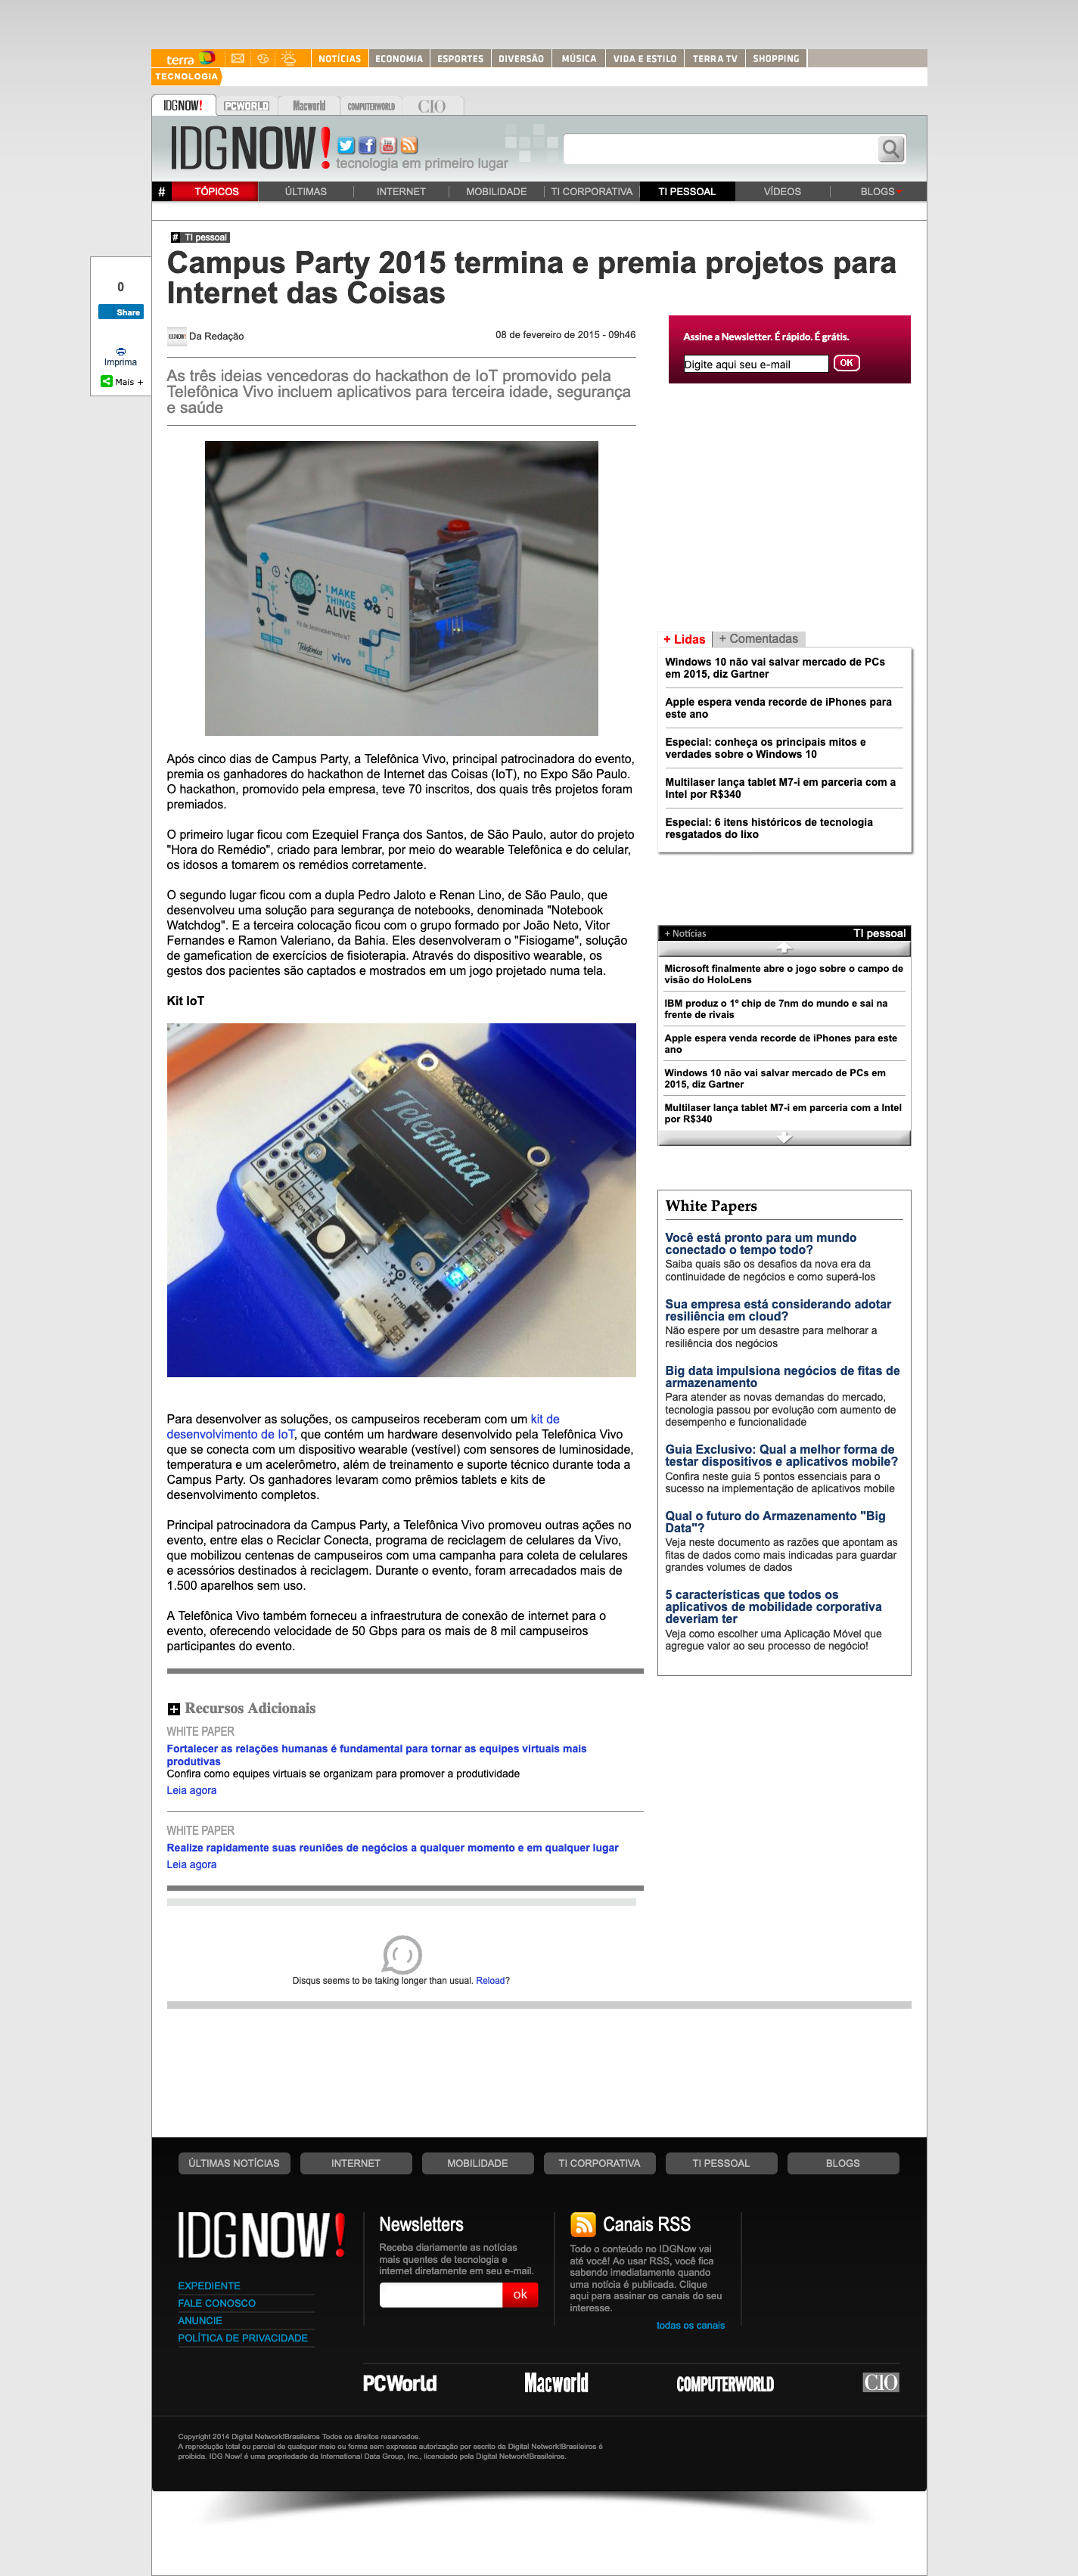 terra
NOTÍCIAS
ECONOMIA
ESPORTES
DIVERSÃO
MÚSICA
VIDA E ESTILO
TERRA TV
SHOPPING
TECNOLOGIA
IDGNOW!
PCWORLD
Macworld
COMPUTERWORLD
CIO
IDGNOW!
tecnologia em primeiro lugar
#
TÓPICOS
ÚLTIMAS
INTERNET
MOBILIDADE
TI CORPORATIVA
TI PESSOAL
VÍDEOS
BLOGS
# TI pessoal
Campus Party 2015 termina e premia projetos para
Internet das Coisas
0
Share
Imprima
Mais +
Da Redação
08 de fevereiro de 2015 - 09h46
As três ideias vencedoras do hackathon de IoT promovido pela
Telefônica Vivo incluem aplicativos para terceira idade, segurança
e saúde
I MAKE
THINGS
ALIVE
Kit de desenvolvimento IoT
Telefónica
vivo
Após cinco dias de Campus Party, a Telefônica Vivo, principal patrocinadora do evento,
premia os ganhadores do hackathon de Internet das Coisas (IoT), no Expo São Paulo.
O hackathon, promovido pela empresa, teve 70 inscritos, dos quais três projetos foram
premiados.
O primeiro lugar ficou com Ezequiel França dos Santos, de São Paulo, autor do projeto
"Hora do Remédio", criado para lembrar, por meio do wearable Telefônica e do celular,
os idosos a tomarem os remédios corretamente.
O segundo lugar ficou com a dupla Pedro Jaloto e Renan Lino, de São Paulo, que
desenvolveu uma solução para segurança de notebooks, denominada "Notebook
Watchdog". E a terceira colocação ficou com o grupo formado por João Neto, Vitor
Fernandes e Ramon Valeriano, da Bahia. Eles desenvolveram o "Fisiogame", solução
de gamefication de exercícios de fisioterapia. Através do dispositivo wearable, os
gestos dos pacientes são captados e mostrados em um jogo projetado numa tela.
Kit IoT
Telefónica
TX RX
GVL/SOM
ACEL
TEMP
LUZ
Para desenvolver as soluções, os campuseiros receberam com um kit de
desenvolvimento de IoT, que contém um hardware desenvolvido pela Telefônica Vivo
que se conecta com um dispositivo wearable (vestível) com sensores de luminosidade,
temperatura e um acelerômetro, além de treinamento e suporte técnico durante toda a
Campus Party. Os ganhadores levaram como prêmios tablets e kits de
desenvolvimento completos.
Principal patrocinadora da Campus Party, a Telefônica Vivo promoveu outras ações no
evento, entre elas o Reciclar Conecta, programa de reciclagem de celulares da Vivo,
que mobilizou centenas de campuseiros com uma campanha para coleta de celulares
e acessórios destinados à reciclagem. Durante o evento, foram arrecadados mais de
1.500 aparelhos sem uso.
A Telefônica Vivo também forneceu a infraestrutura de conexão de internet para o
evento, oferecendo velocidade de 50 Gbps para os mais de 8 mil campuseiros
participantes do evento.
Recursos Adicionais
WHITE PAPER
Fortalecer as relações humanas é fundamental para tornar as equipes virtuais mais
produtivas
Confira como equipes virtuais se organizam para promover a produtividade
Leia agora
WHITE PAPER
Realize rapidamente suas reuniões de negócios a qualquer momento e em qualquer lugar
Leia agora
Disqus seems to be taking longer than usual. Reload?
Assine a Newsletter. É rápido. É grátis.
Digite aqui seu e-mail
OK
+ Lidas
+ Comentadas
Windows 10 não vai salvar mercado de PCs
em 2015, diz Gartner
Apple espera venda recorde de iPhones para
este ano
Especial: conheça os principais mitos e
verdades sobre o Windows 10
Multilaser lança tablet M7-i em parceria com a
Intel por R$340
Especial: 6 itens históricos de tecnologia
resgatados do lixo
+ Notícias
TI pessoal
Microsoft finalmente abre o jogo sobre o campo de
visão do HoloLens
IBM produz o 1º chip de 7nm do mundo e sai na
frente de rivais
Apple espera venda recorde de iPhones para este
ano
Windows 10 não vai salvar mercado de PCs em
2015, diz Gartner
Multilaser lança tablet M7-i em parceria com a Intel
por R$340
White Papers
Você está pronto para um mundo
conectado o tempo todo?
Saiba quais são os desafios da nova era da
continuidade de negócios e como superá-los
Sua empresa está considerando adotar
resiliência em cloud?
Não espere por um desastre para melhorar a
resiliência dos negócios
Big data impulsiona negócios de fitas de
armazenamento
Para atender as novas demandas do mercado,
tecnologia passou por evolução com aumento de
desempenho e funcionalidade
Guia Exclusivo: Qual a melhor forma de
testar dispositivos e aplicativos mobile?
Confira neste guia 5 pontos essenciais para o
sucesso na implementação de aplicativos mobile
Qual o futuro do Armazenamento "Big
Data"?
Veja neste documento as razões que apontam as
fitas de dados como mais indicadas para guardar
grandes volumes de dados
5 características que todos os
aplicativos de mobilidade corporativa
deveriam ter
Veja como escolher uma Aplicação Móvel que
agregue valor ao seu processo de negócio!
ÚLTIMAS NOTÍCIAS
INTERNET
MOBILIDADE
TI CORPORATIVA
TI PESSOAL
BLOGS
IDGNOW!
EXPEDIENTE
FALE CONOSCO
ANUNCIE
POLÍTICA DE PRIVACIDADE
Newsletters
Receba diariamente as notícias
mais quentes de tecnologia e
internet diretamente em seu e-mail.
ok
Canais RSS
Todo o conteúdo no IDGNow vai
até você! Ao usar RSS, você fica
sabendo imediatamente quando
uma notícia é publicada. Clique
aqui para assinar os canais do seu
interesse.
todas os canais
PCWorld
Macworld
COMPUTERWORLD
CIO
Copyright 2014 Digital Network!Brasileiros Todos os direitos reservados.
A reprodução total ou parcial de qualquer meio ou forma sem expressa autorização por escrito da Digital Network!Brasileiros é
proibida. IDG Now! é uma propriedade da International Data Group, Inc., licenciado pela Digital Network!Brasileiros.